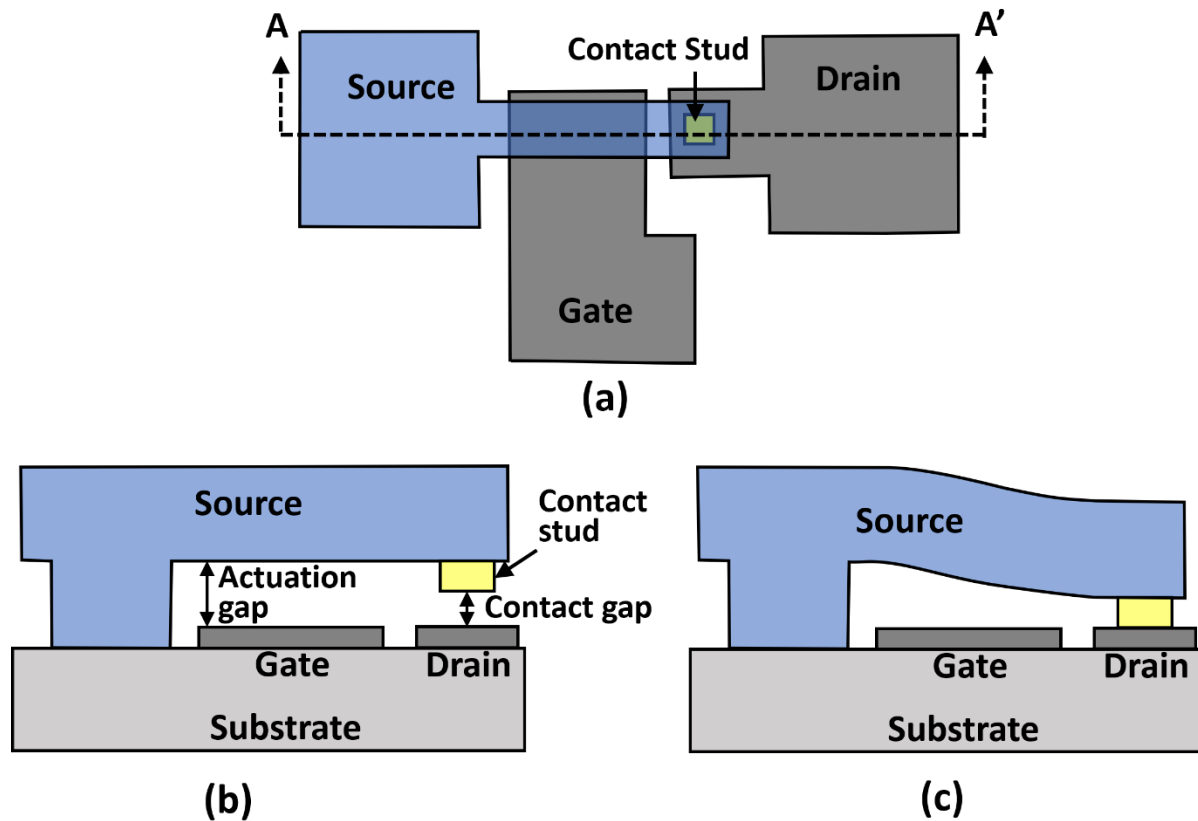 A
A'
Contact Stud
Source
Drain
Gate
(a)
Source
Contact
stud
Actuation
gap
Contact gap
Gate
Drain
Substrate
(b)
Source
Gate
Drain
Substrate
(c)